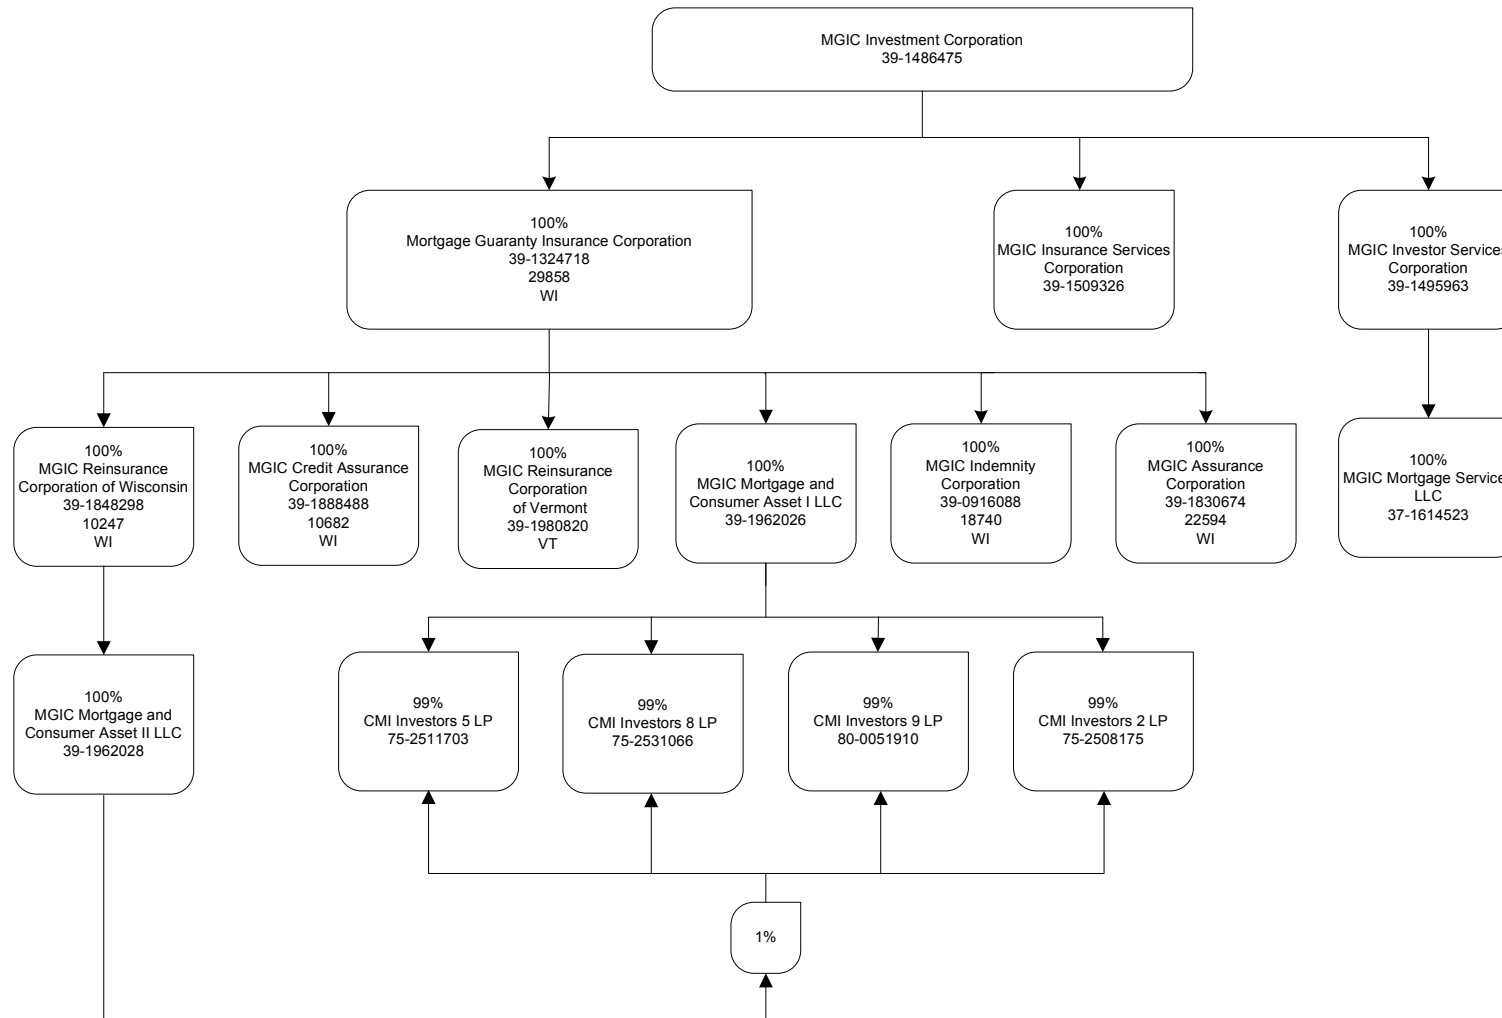 MGIC Investment Corporation
39-1486475
100%
Mortgage Guaranty Insurance Corporation
39-1324718
29858
WI
100%
MGIC Insurance Services
Corporation
39-1509326
100%
MGIC Investor Services
Corporation
39-1495963
100%
MGIC Reinsurance
Corporation of Wisconsin
39-1848298
10247
WI
100%
MGIC Credit Assurance
Corporation
39-1888488
10682
WI
100%
MGIC Reinsurance
Corporation
of Vermont
39-1980820
VT
100%
MGIC Mortgage and
Consumer Asset I LLC
39-1962026
100%
MGIC Indemnity
Corporation
39-0916088
18740
WI
100%
MGIC Assurance
Corporation
39-1830674
22594
WI
100%
MGIC Mortgage Service
LLC
37-1614523
100%
MGIC Mortgage and
Consumer Asset II LLC
39-1962028
99%
CMI Investors 5 LP
75-2511703
99%
CMI Investors 8 LP
75-2531066
99%
CMI Investors 9 LP
80-0051910
99%
CMI Investors 2 LP
75-2508175
1%